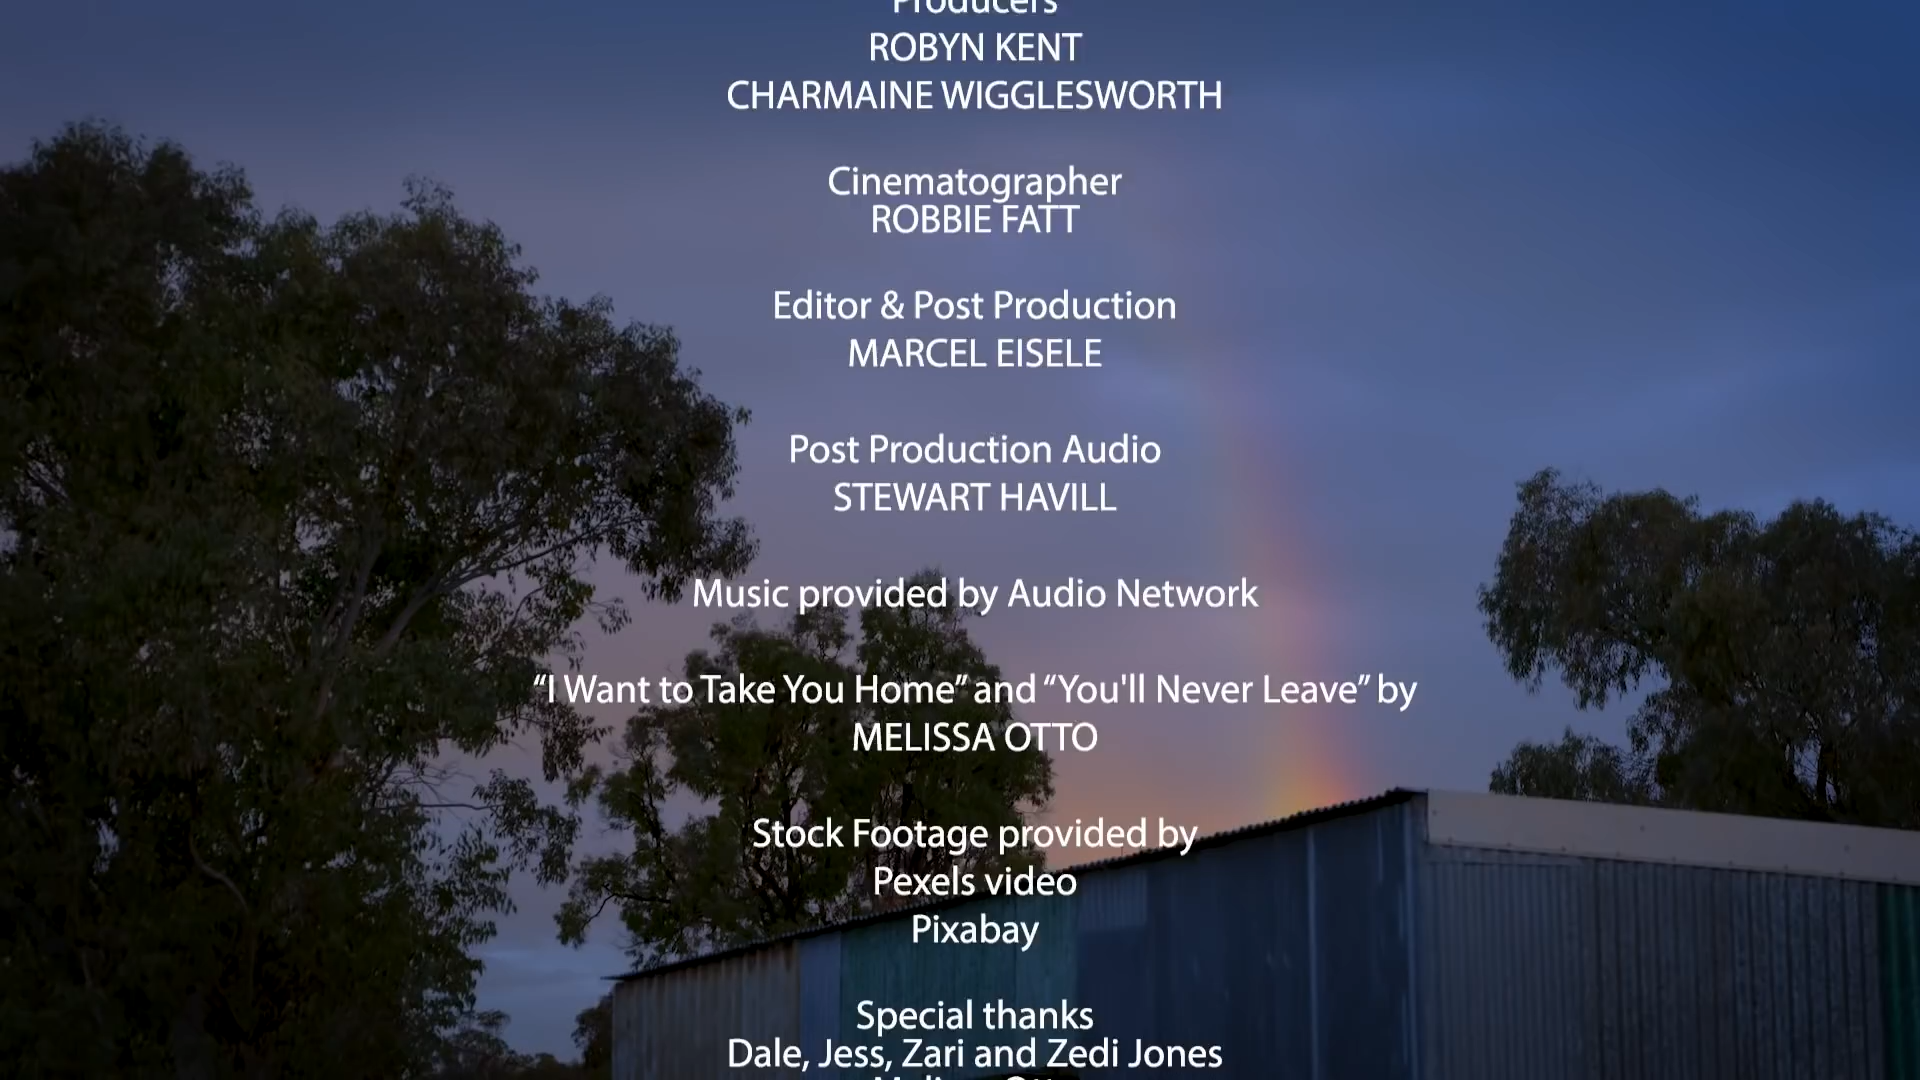 Producers
ROBYN KENT
CHARMAINE WIGGLESWORTH
Cinematographer
ROBBIE FATT
Editor & Post Production
MARCEL EISELE
Post Production Audio
STEWART HAVILL
Music provided by Audio Network
“I Want to Take You Home” and “You'll Never Leave” by
MELISSA OTTO
Stock Footage provided by
Pexels video
Pixabay
Special thanks
Dale, Jess, Zari and Zedi Jones